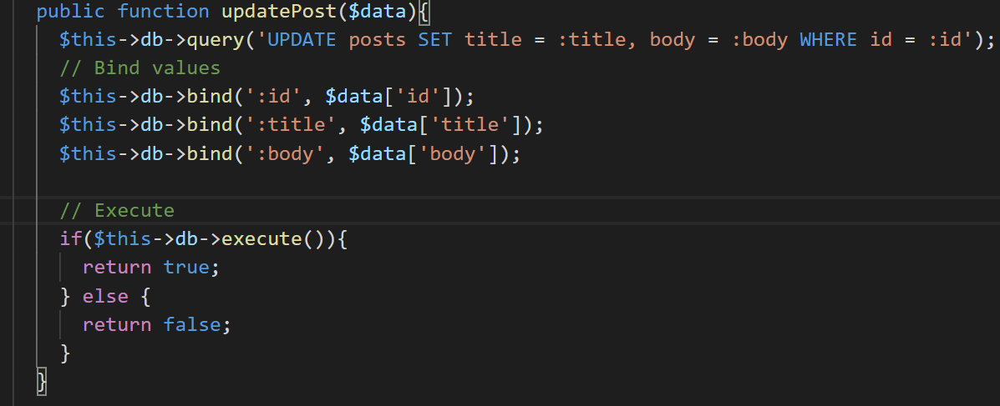 public function updatePost($data){
$this->db->query('UPDATE posts SET title = :title, body = :body WHERE id = :id');
// Bind values
$this->db->bind(':id', $data['id']);
$this->db->bind(':title', $data['title']);
$this->db->bind(':body', $data['body']);
// Execute
if($this->db->execute()){
return true;
} else {
return false;
}
}